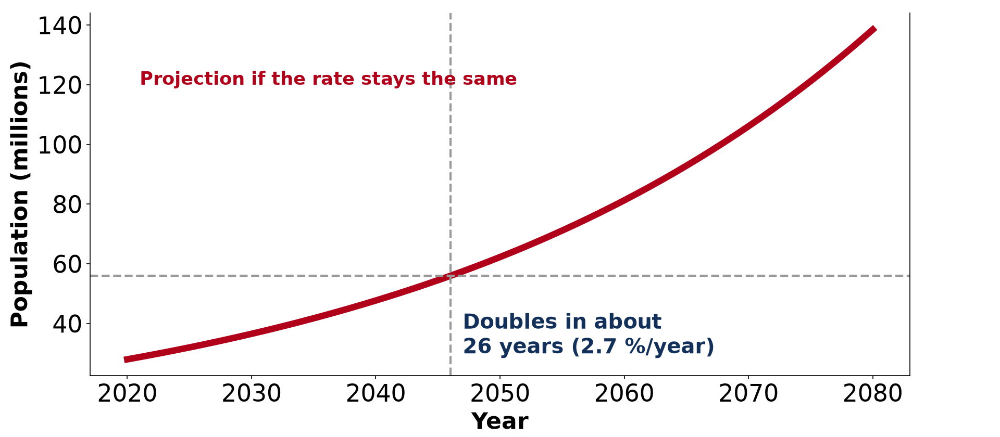 Population (millions)
140
120
100
80
60
40
Projection if the rate stays the same
Doubles in about
26 years (2.7 %/year)
2020 2030 2040 2050 2060 2070 2080
Year